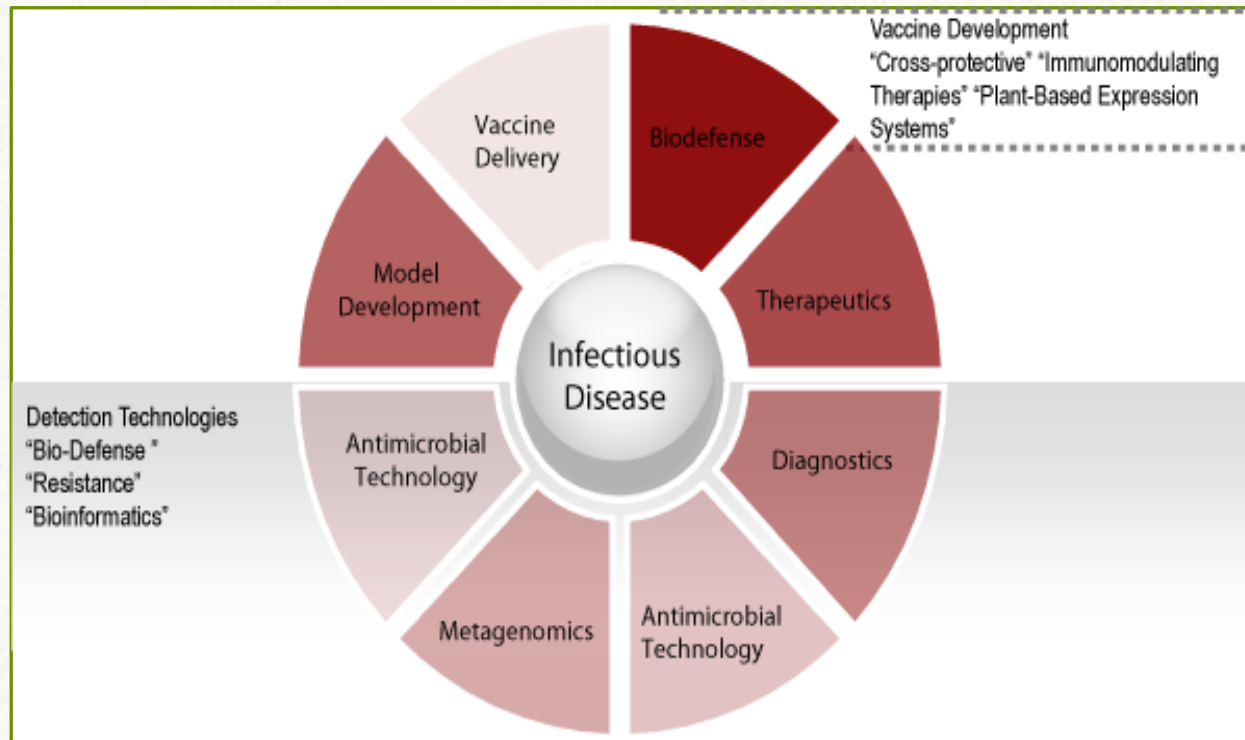 Vaccine Development
“Cross-protective” “Immunomodulating
Therapies” “Plant-Based Expression
Systems”
Vaccine
Delivery
Biodefense
Model
Development
Therapeutics
Infectious
Disease
Detection Technologies
“Bio-Defense ”
“Resistance”
“Bioinformatics”
Antimicrobial
Technology
Diagnostics
Metagenomics
Antimicrobial
Technology